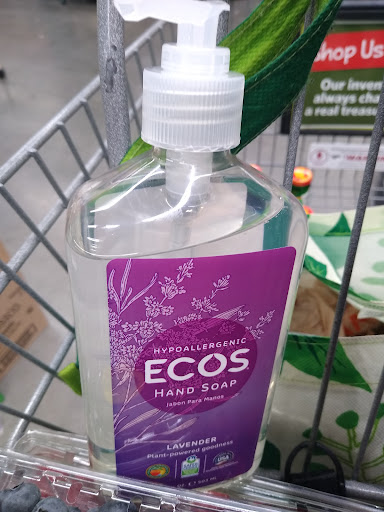 Shop Us
Our inven
always cha
a real treasu
HYPOALLERGENIC
ECOS
HAND SOAP
Jabón Para Manos
LAVENDER
Plant-powered goodness
USA